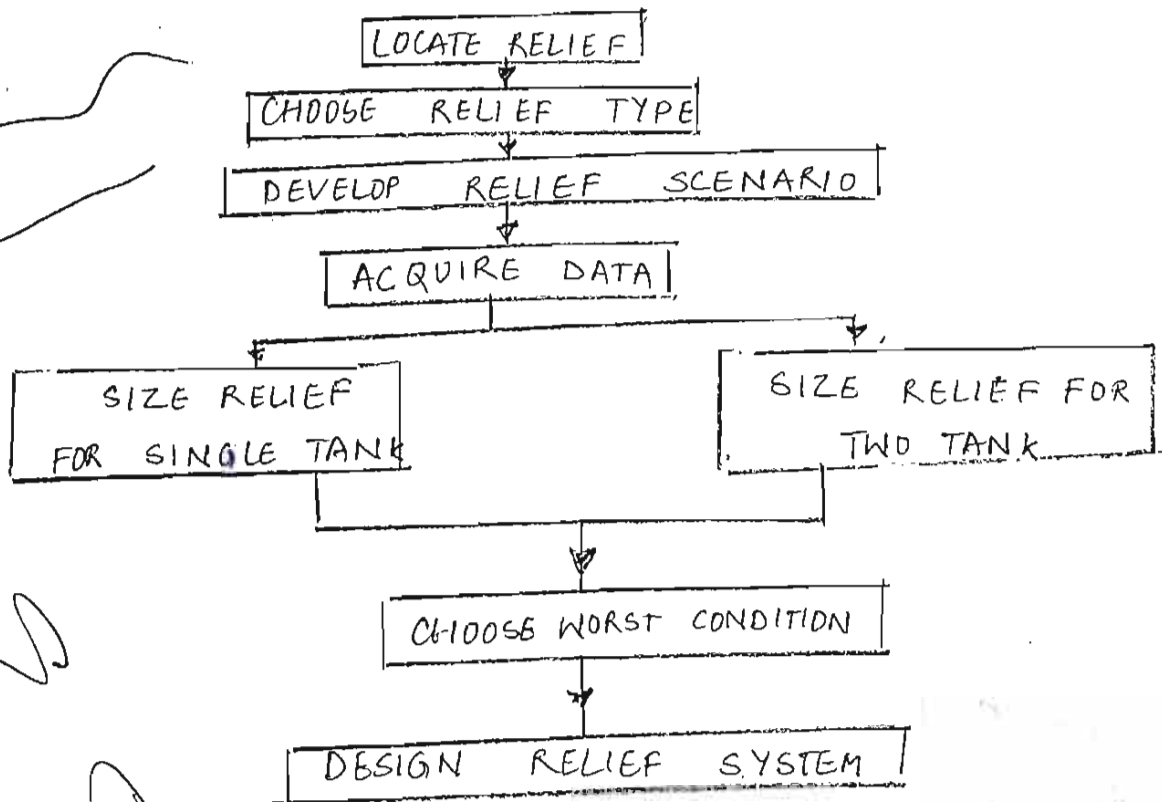 LOCATE RELIEF
CHOOSE RELIEF TYPE
DEVELOP RELIEF SCENARIO
ACQUIRE DATA
SIZE RELIEF
FOR SINGLE TANK
SIZE RELIEF FOR
TWO TANK
CHOOSE WORST CONDITION
DESIGN RELIEF SYSTEM